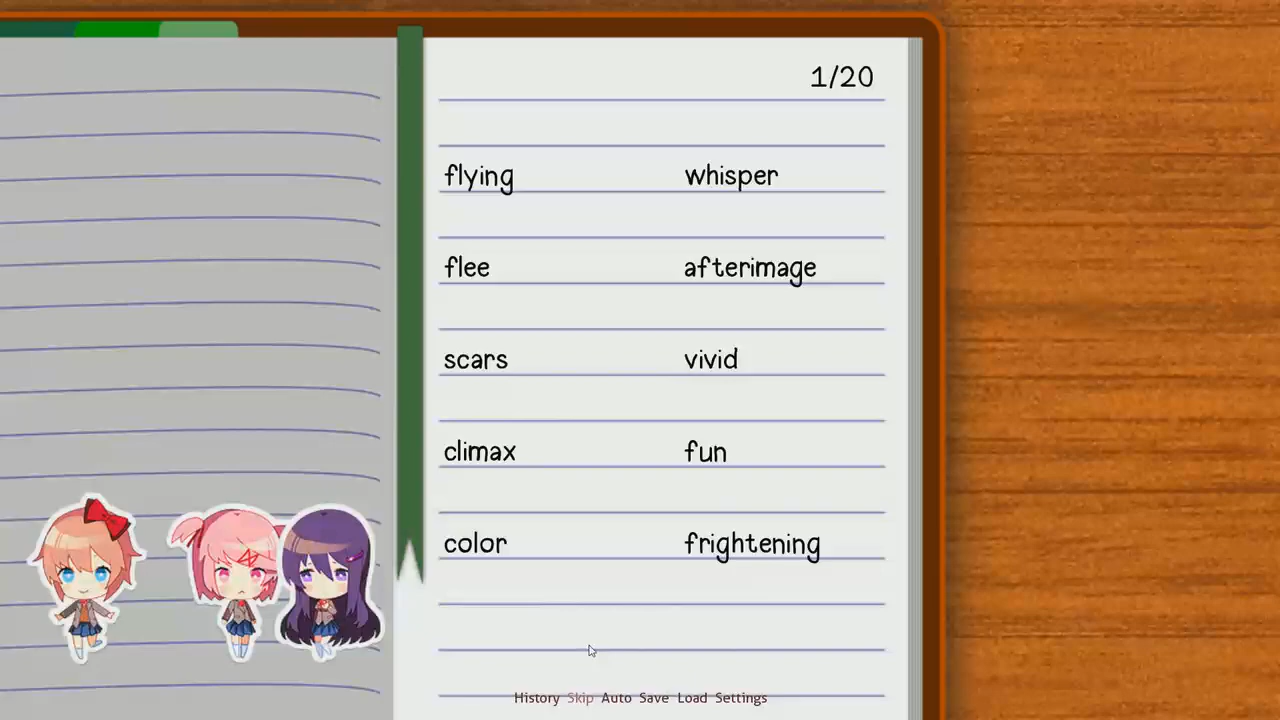 1/20
flying whisper
flee afterimage
scars vivid
climax fun
color frightening
History Skip Auto Save Load Settings